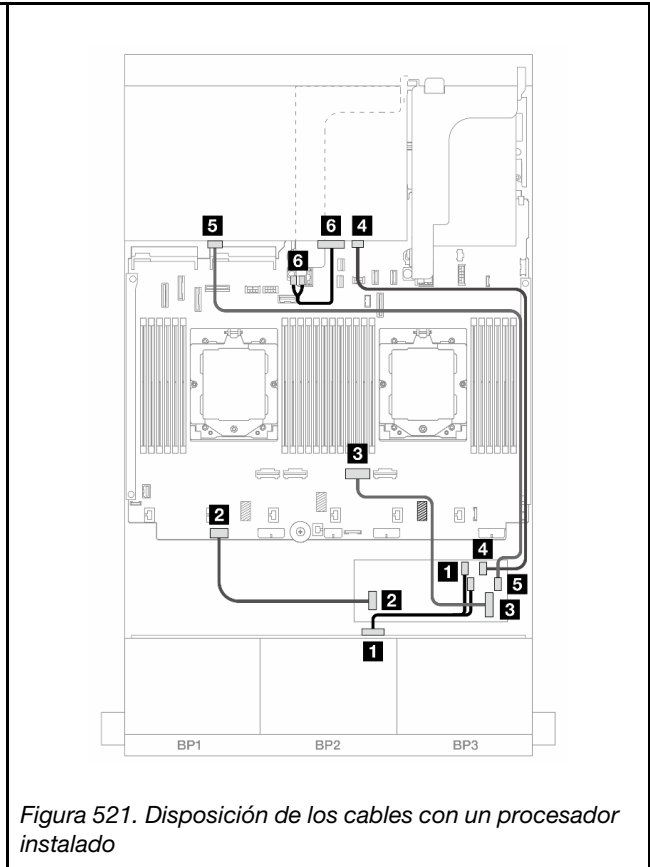 5
6
4
6
3
2
4
1
5
2
3
1
BP1
BP2
BP3
Figura 521. Disposición de los cables con un procesador
instalado